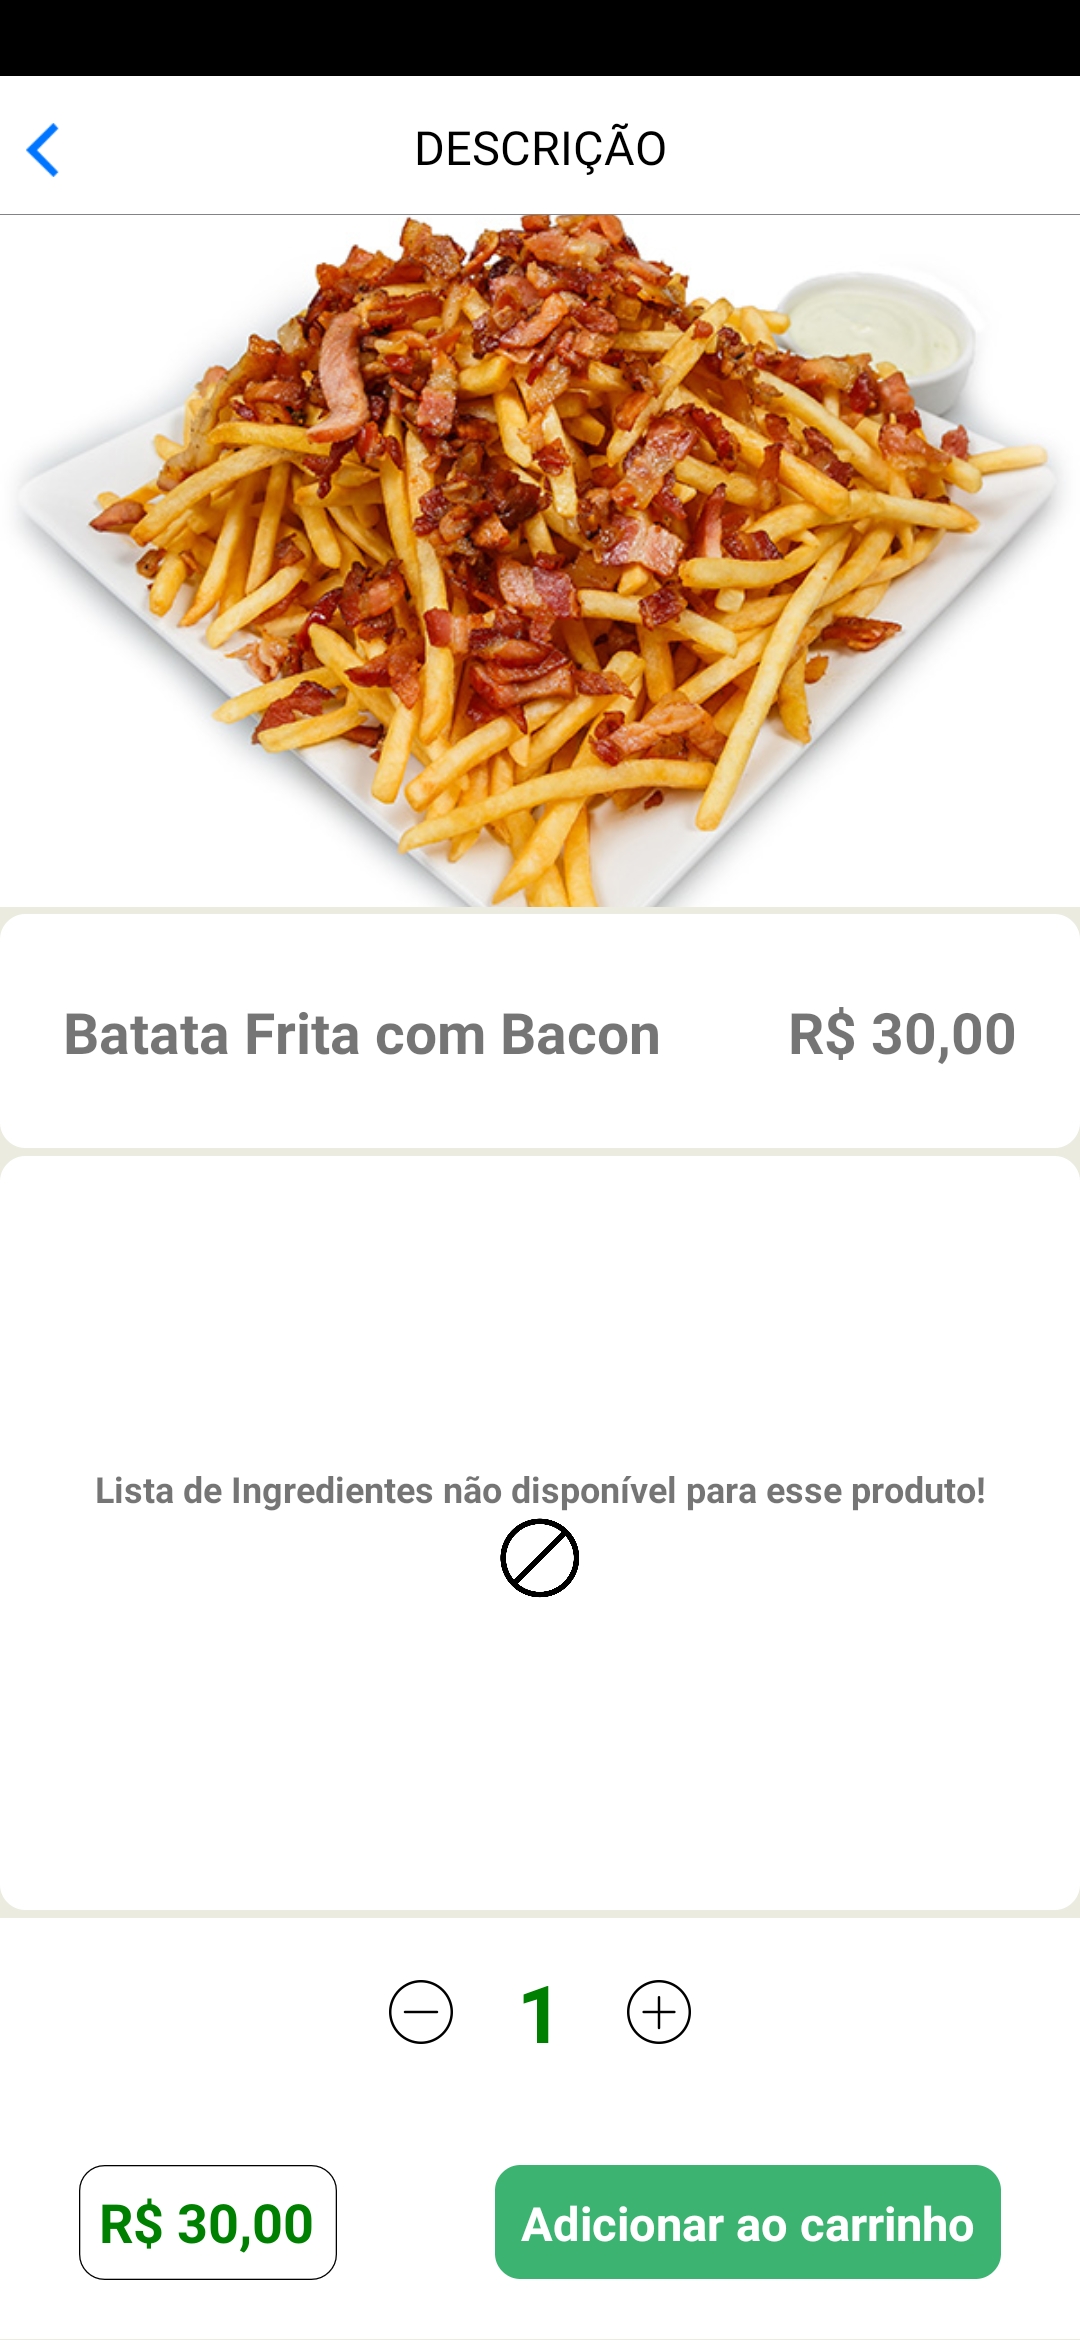 DESCRIÇÃO
Batata Frita com Bacon R$ 30,00
Lista de Ingredientes não disponível para esse produto!
1
R$ 30,00 Adicionar ao carrinho